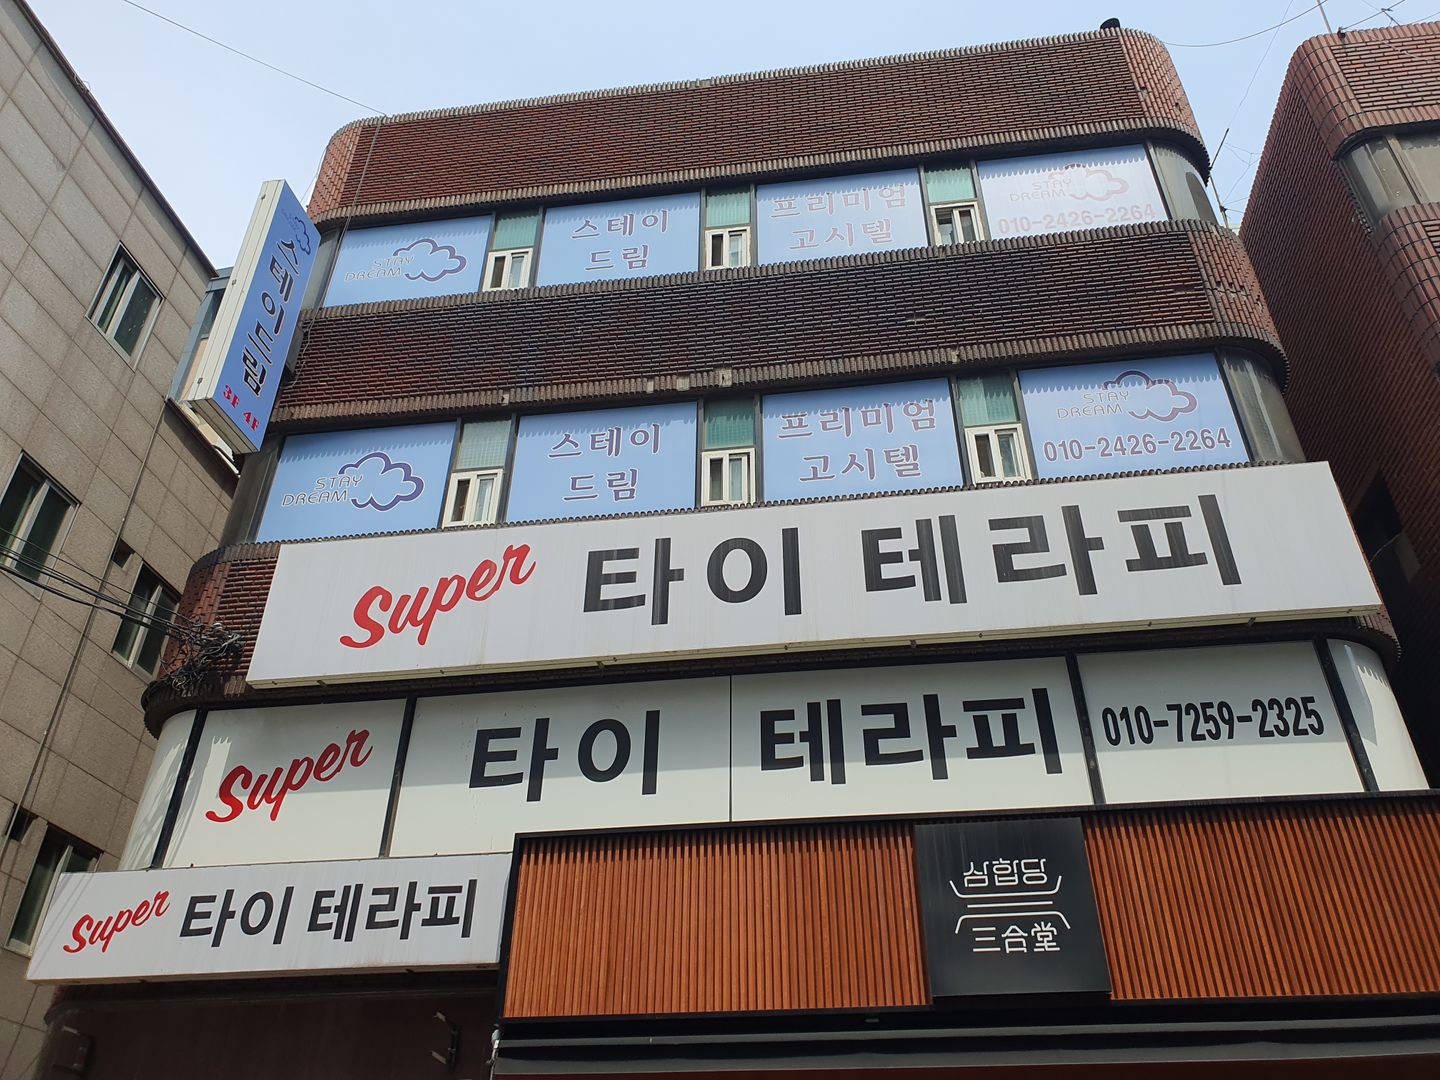 스테이드림
3F 4F
STAY
DREAM
스테이
드림
프리미엄
고시텔
STAY
DREAM
010-2426-2264
STAY
DREAM
스테이
드림
프리미엄
고시텔
STAY
DREAM
010-2426-2264
Super 타이 테라피
Super 타이 테라피 010-7259-2325
Super 타이 테라피
삼합당
三合堂